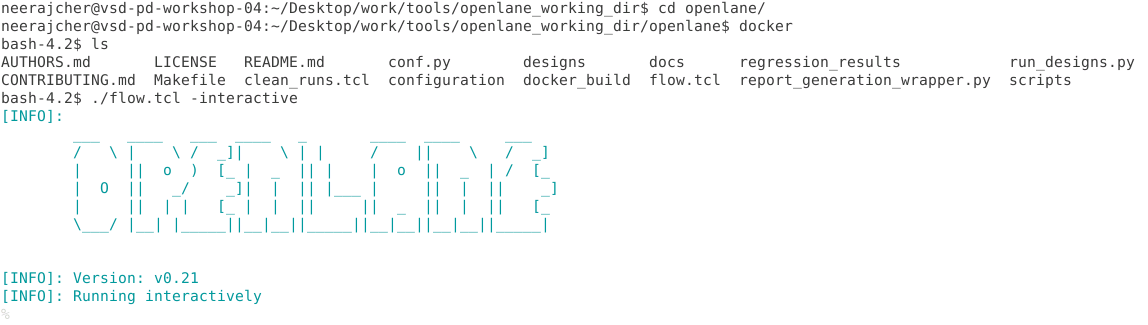 neerajcher@vsd-pd-workshop-04:~/Desktop/work/tools/openlane_working_dir$ cd openlane/
neerajcher@vsd-pd-workshop-04:~/Desktop/work/tools/openlane_working_dir/openlane$ docker
bash-4.2$ ls
AUTHORS.md       LICENSE   README.md       conf.py        designs       docs      regression_results            run_designs.py
CONTRIBUTING.md  Makefile  clean_runs.tcl  configuration  docker_build  flow.tcl  report_generation_wrapper.py  scripts
bash-4.2$ ./flow.tcl -interactive
[INFO]:
OPENLANE
[INFO]: Version: v0.21
[INFO]: Running interactively
%